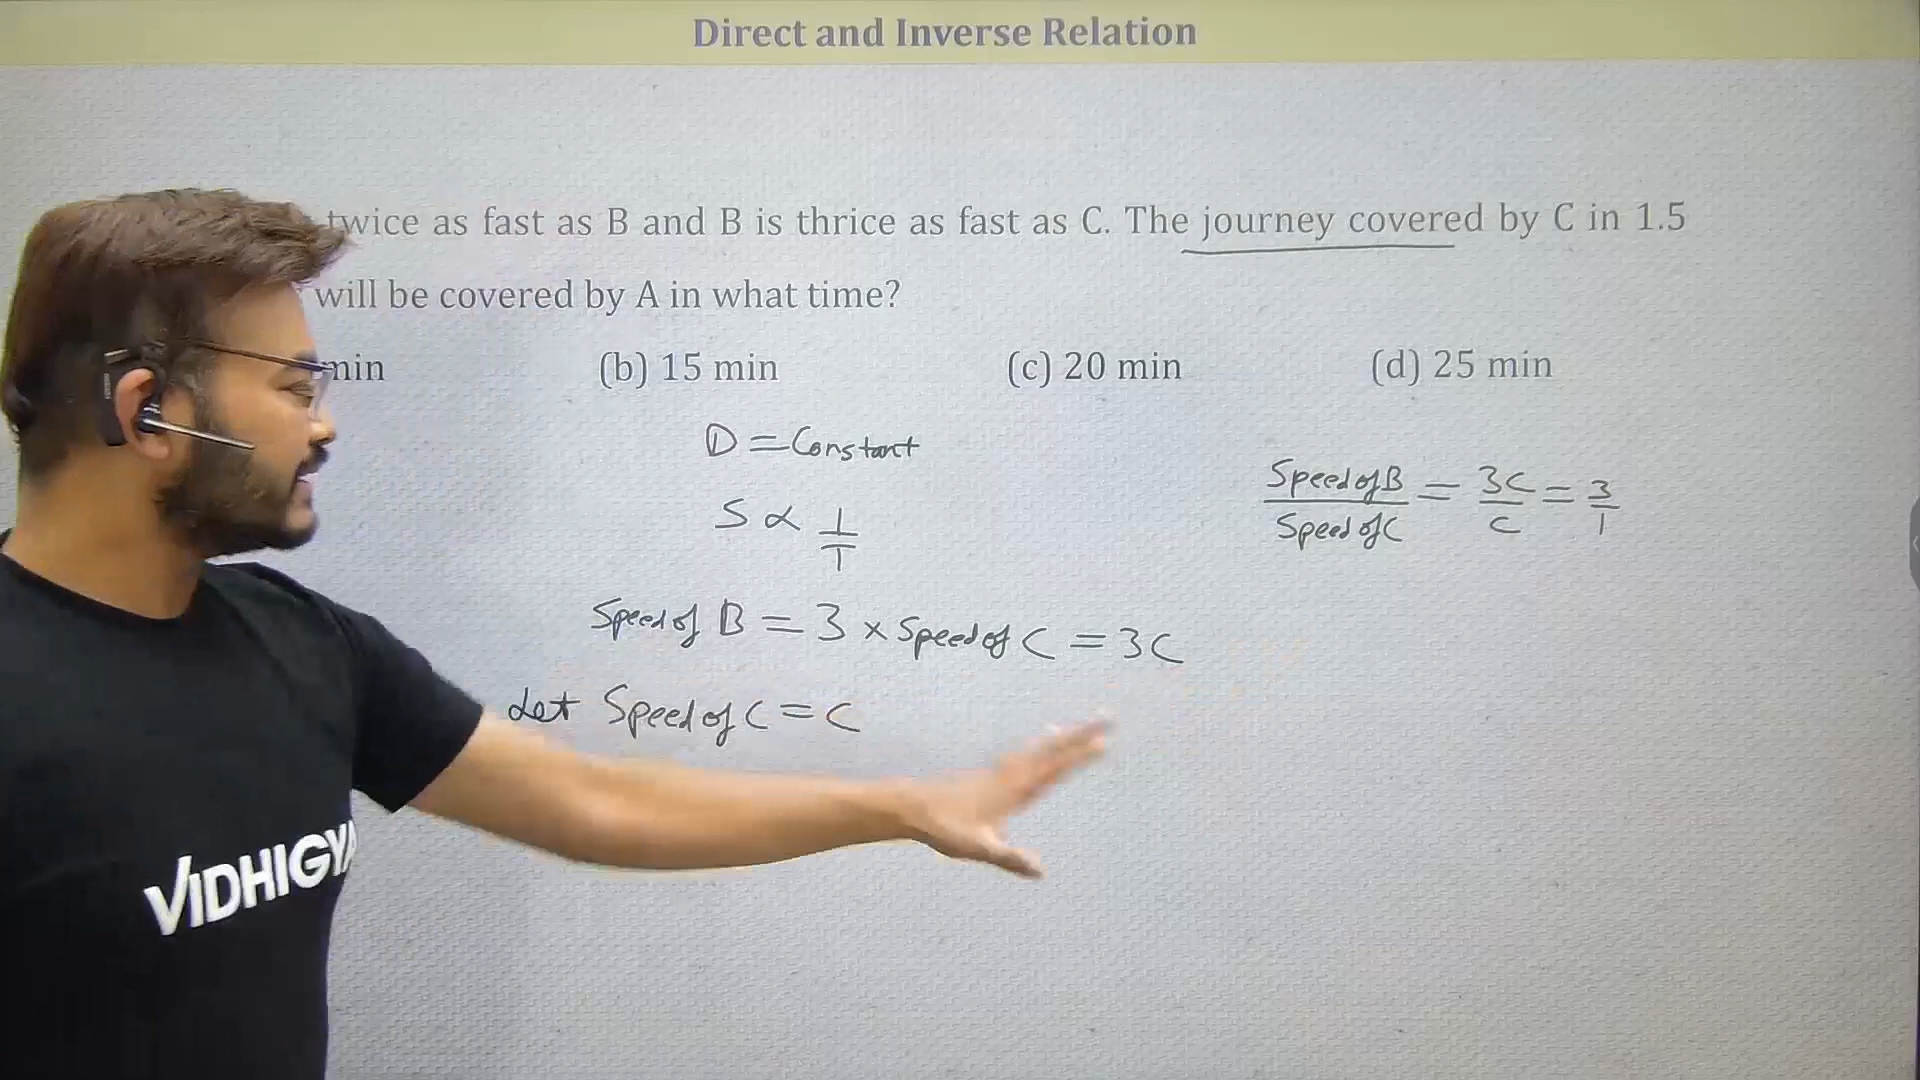 Direct and Inverse Relation
twice as fast as B and B is thrice as fast as C. The journey covered by C in 1.5
will be covered by A in what time?
min (b) 15 min (c) 20 min (d) 25 min
D = Constant
S ∝ 1/T
Speed of B / Speed of C = 3C / C = 3 / 1
Speed of B = 3 × Speed of C = 3C
Let Speed of C = C
VIDHIGYA